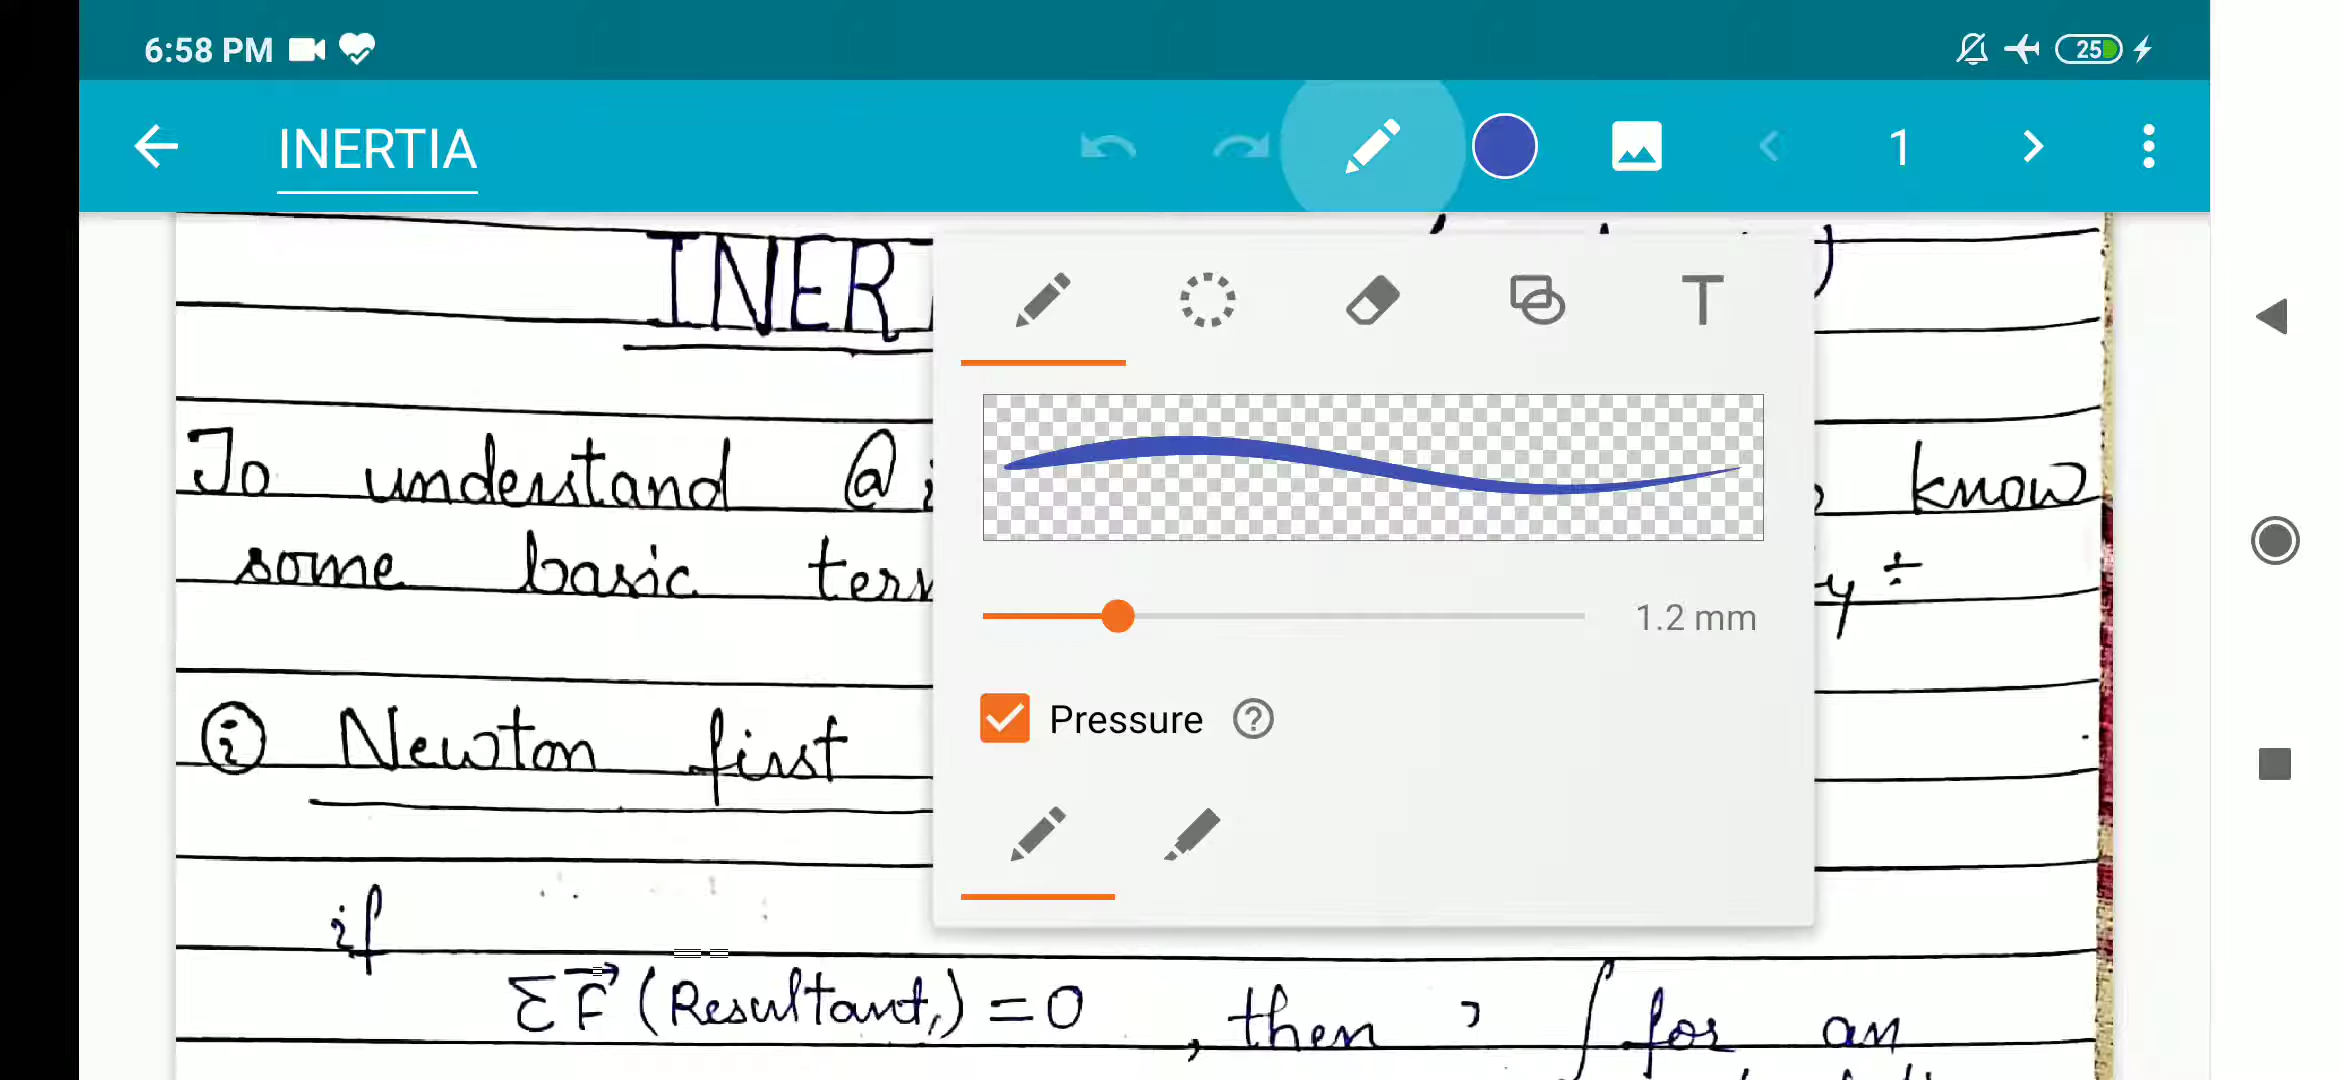 6:58 PM
25
INERTIA
1
INER
To understand @ know
some basic
1.2 mm
Pressure
i Newton first
if
ΣF⃗ (Resultant,) = 0 , then , for an